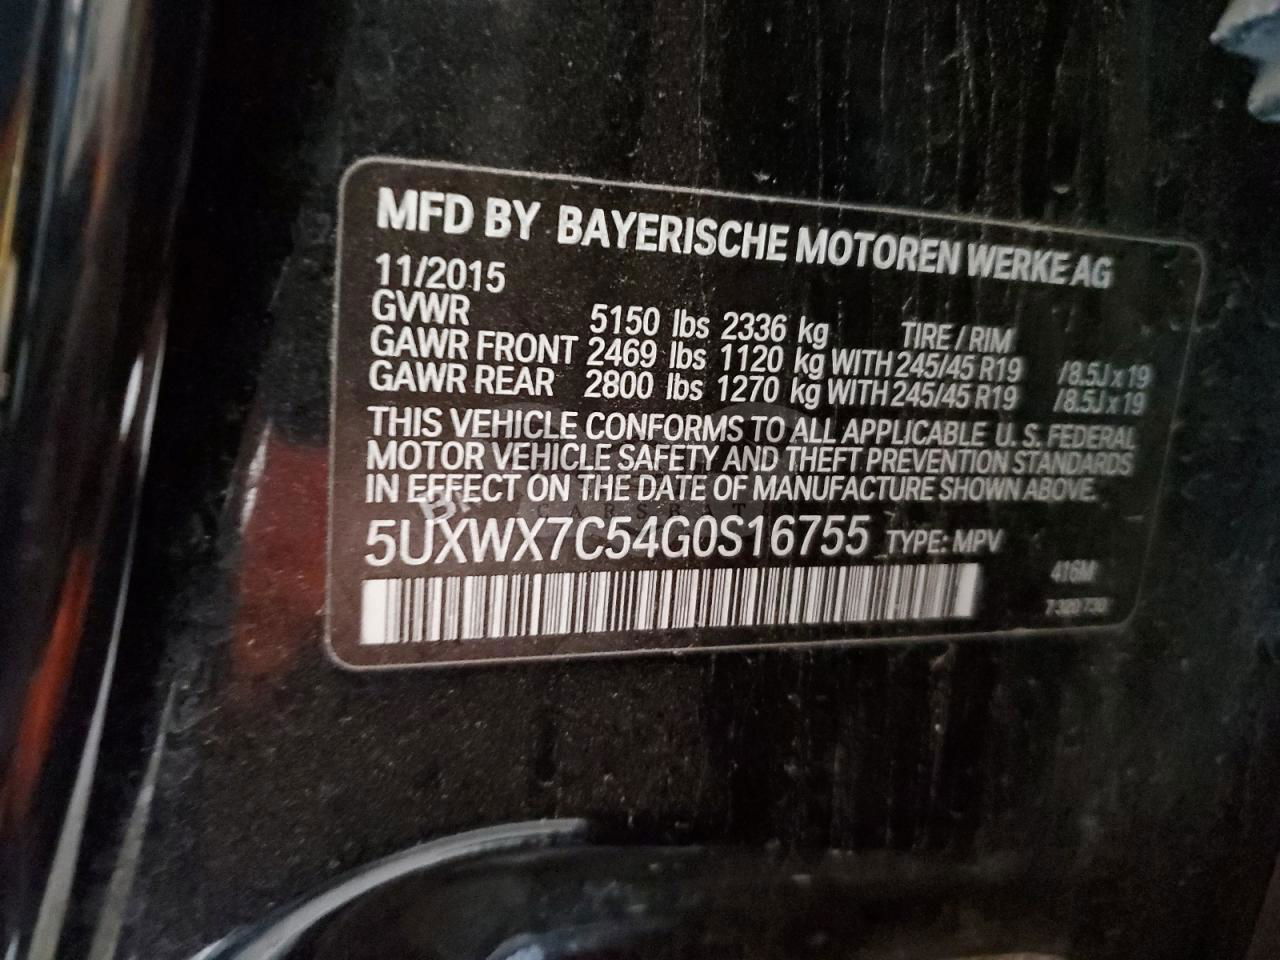 MFD BY BAYERISCHE MOTOREN WERKE AG
11/2015
GVWR 5150 lbs 2336 kg TIRE / RIM
GAWR FRONT 2469 lbs 1120 kg WITH 245/45 R19 /8.5J x 19
GAWR REAR 2800 lbs 1270 kg WITH 245/45 R19 /8.5J x 19
THIS VEHICLE CONFORMS TO ALL APPLICABLE U.S. FEDERAL
MOTOR VEHICLE SAFETY AND THEFT PREVENTION STANDARDS
IN EFFECT ON THE DATE OF MANUFACTURE SHOWN ABOVE.
5UXWX7C54G0S16755 TYPE: MPV
416M
7 320 730